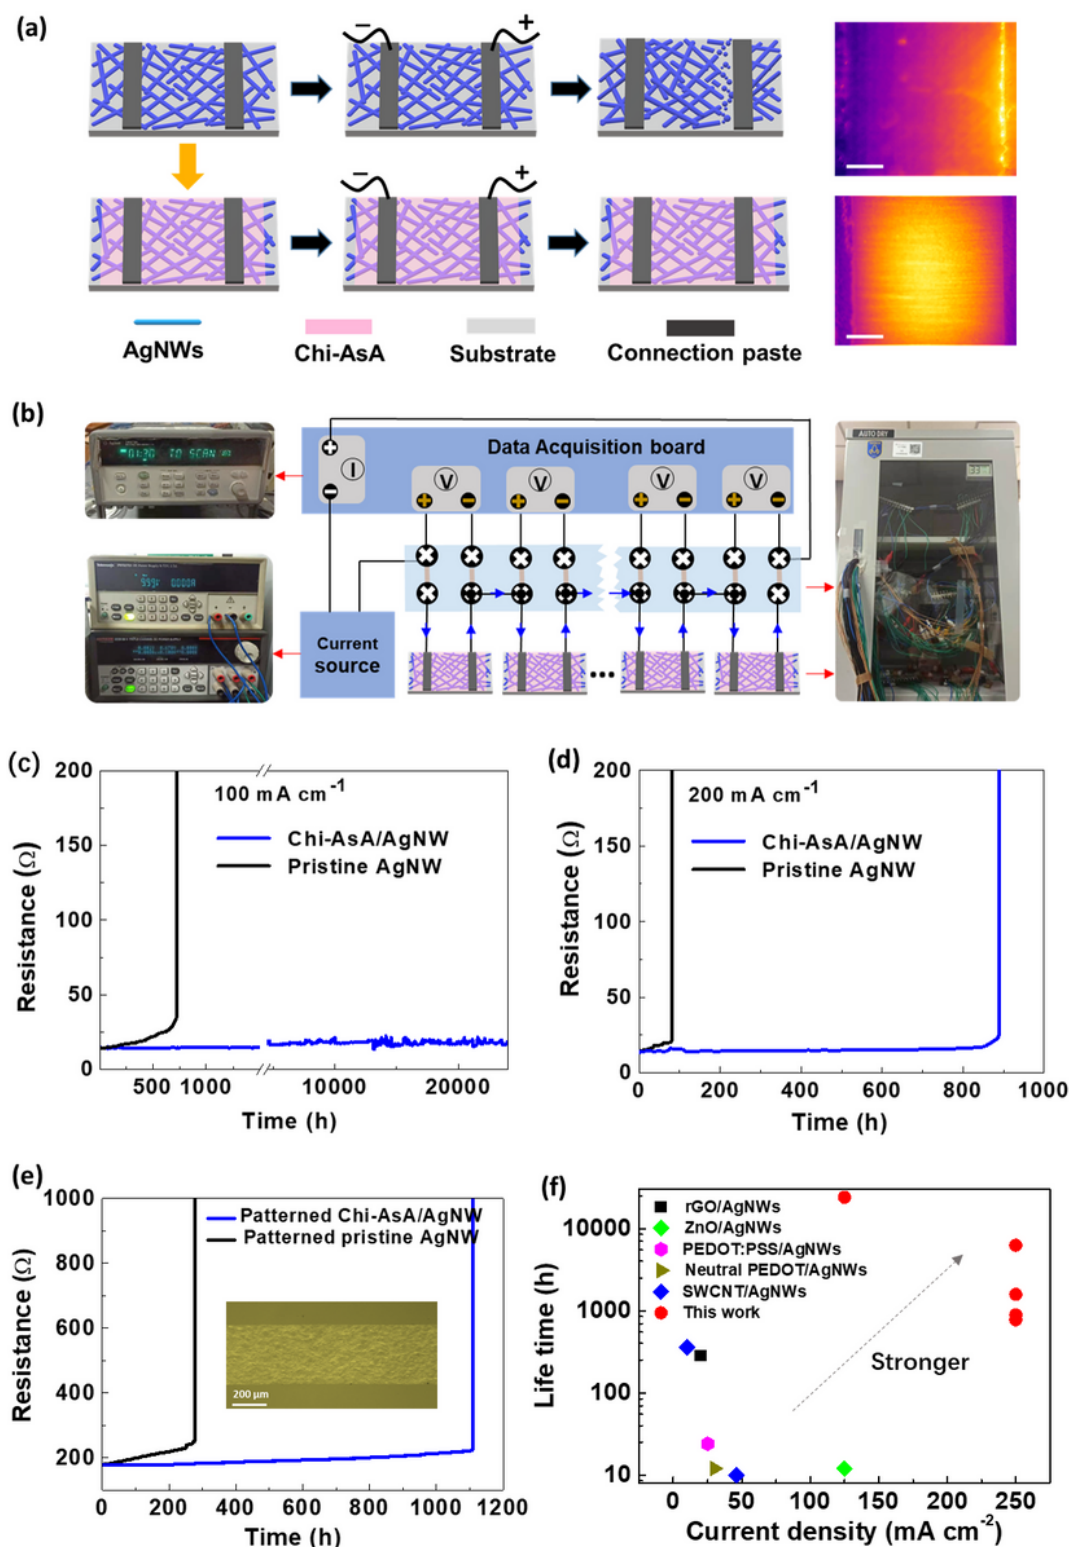 (a)
− +
− +
AgNWs
Chi-AsA
Substrate
Connection paste
(b)
Data Acquisition board
I
V V V V
Current
source
AUTO DRY
(c)
200
150
100
50
0
Resistance (Ω)
100 mA cm⁻¹
Chi-AsA/AgNW
Pristine AgNW
500 1000 10000 20000
Time (h)
(d)
200
150
100
50
0
Resistance (Ω)
200 mA cm⁻¹
Chi-AsA/AgNW
Pristine AgNW
0 200 400 600 800 1000
Time (h)
(e)
1000
800
600
400
200
Resistance (Ω)
Patterned Chi-AsA/AgNW
Patterned pristine AgNW
200 μm
0 200 400 600 800 1000 1200
Time (h)
(f)
10000
1000
100
10
Life time (h)
rGO/AgNWs
ZnO/AgNWs
PEDOT:PSS/AgNWs
Neutral PEDOT/AgNWs
SWCNT/AgNWs
This work
Stronger
0 50 100 150 200 250
Current density (mA cm⁻²)